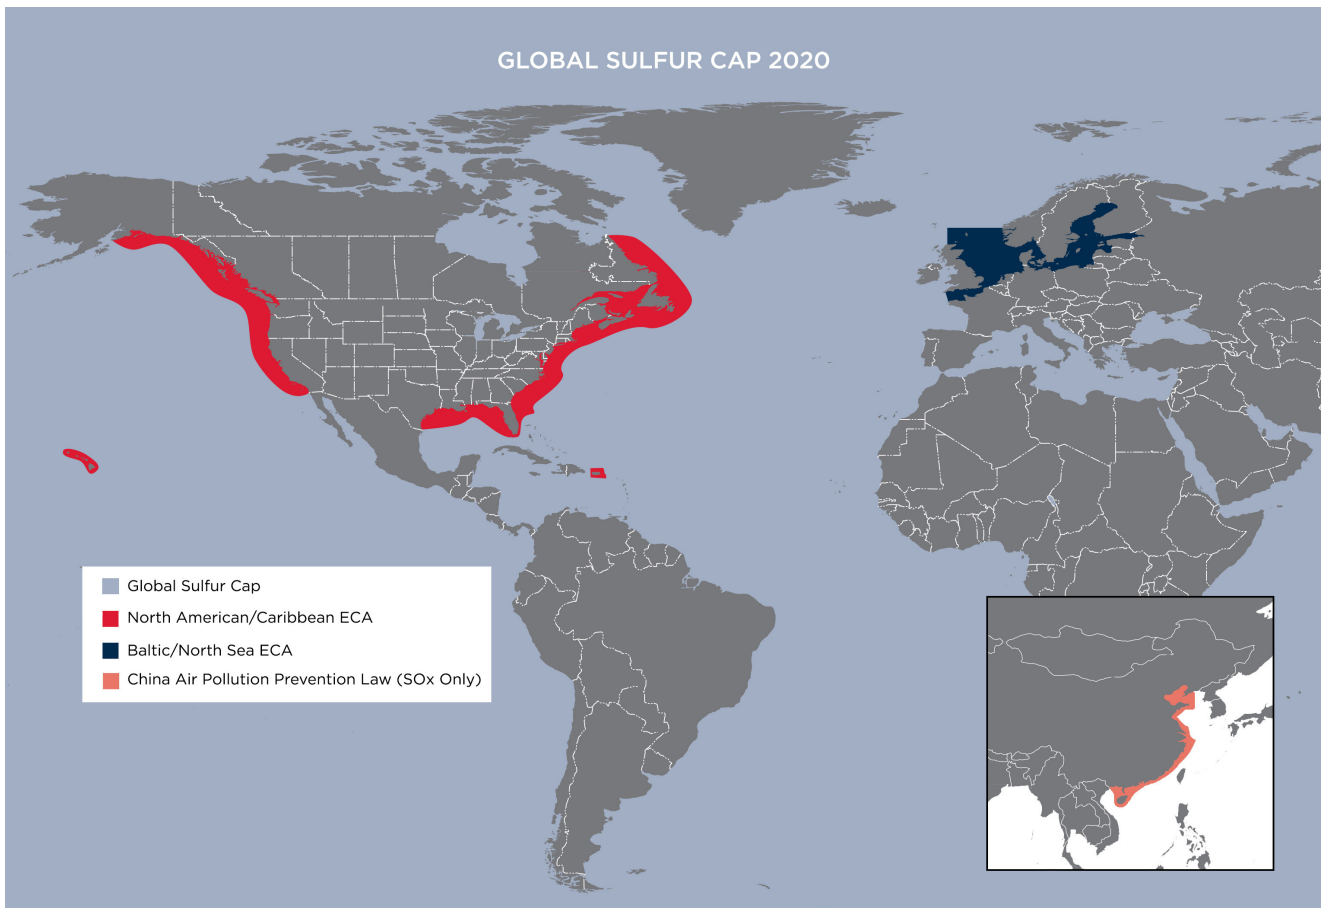 GLOBAL SULFUR CAP 2020
Global Sulfur Cap
North American/Caribbean ECA
Baltic/North Sea ECA
China Air Pollution Prevention Law (SOx Only)